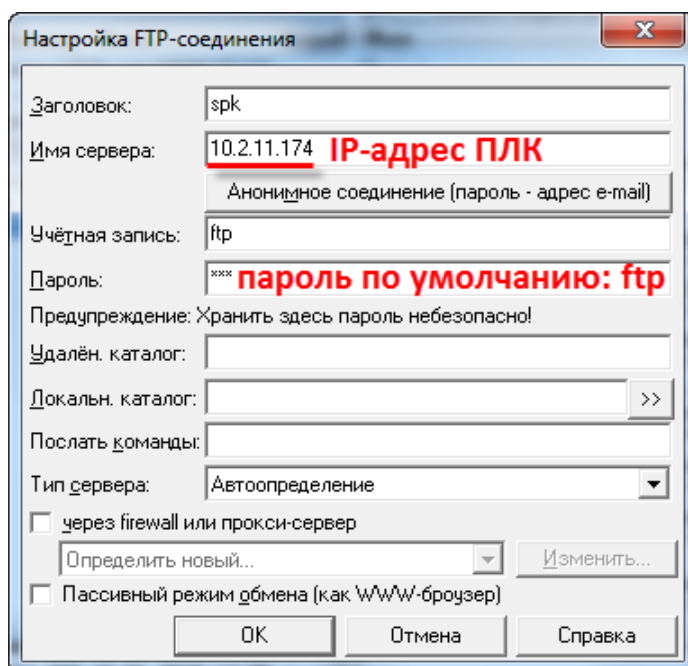 Настройка FTP-соединения
Заголовок: spk
Имя сервера: 10.2.11.174 IP-адрес ПЛК
Анонимное соединение (пароль - адрес e-mail)
Учётная запись: ftp
Пароль: *** пароль по умолчанию: ftp
Предупреждение: Хранить здесь пароль небезопасно!
Удалён. каталог:
Локальн. каталог: >>
Послать команды:
Тип сервера: Автоопределение
через firewall или прокси-сервер
Определить новый... Изменить...
Пассивный режим обмена (как WWW-броузер)
OK Отмена Справка